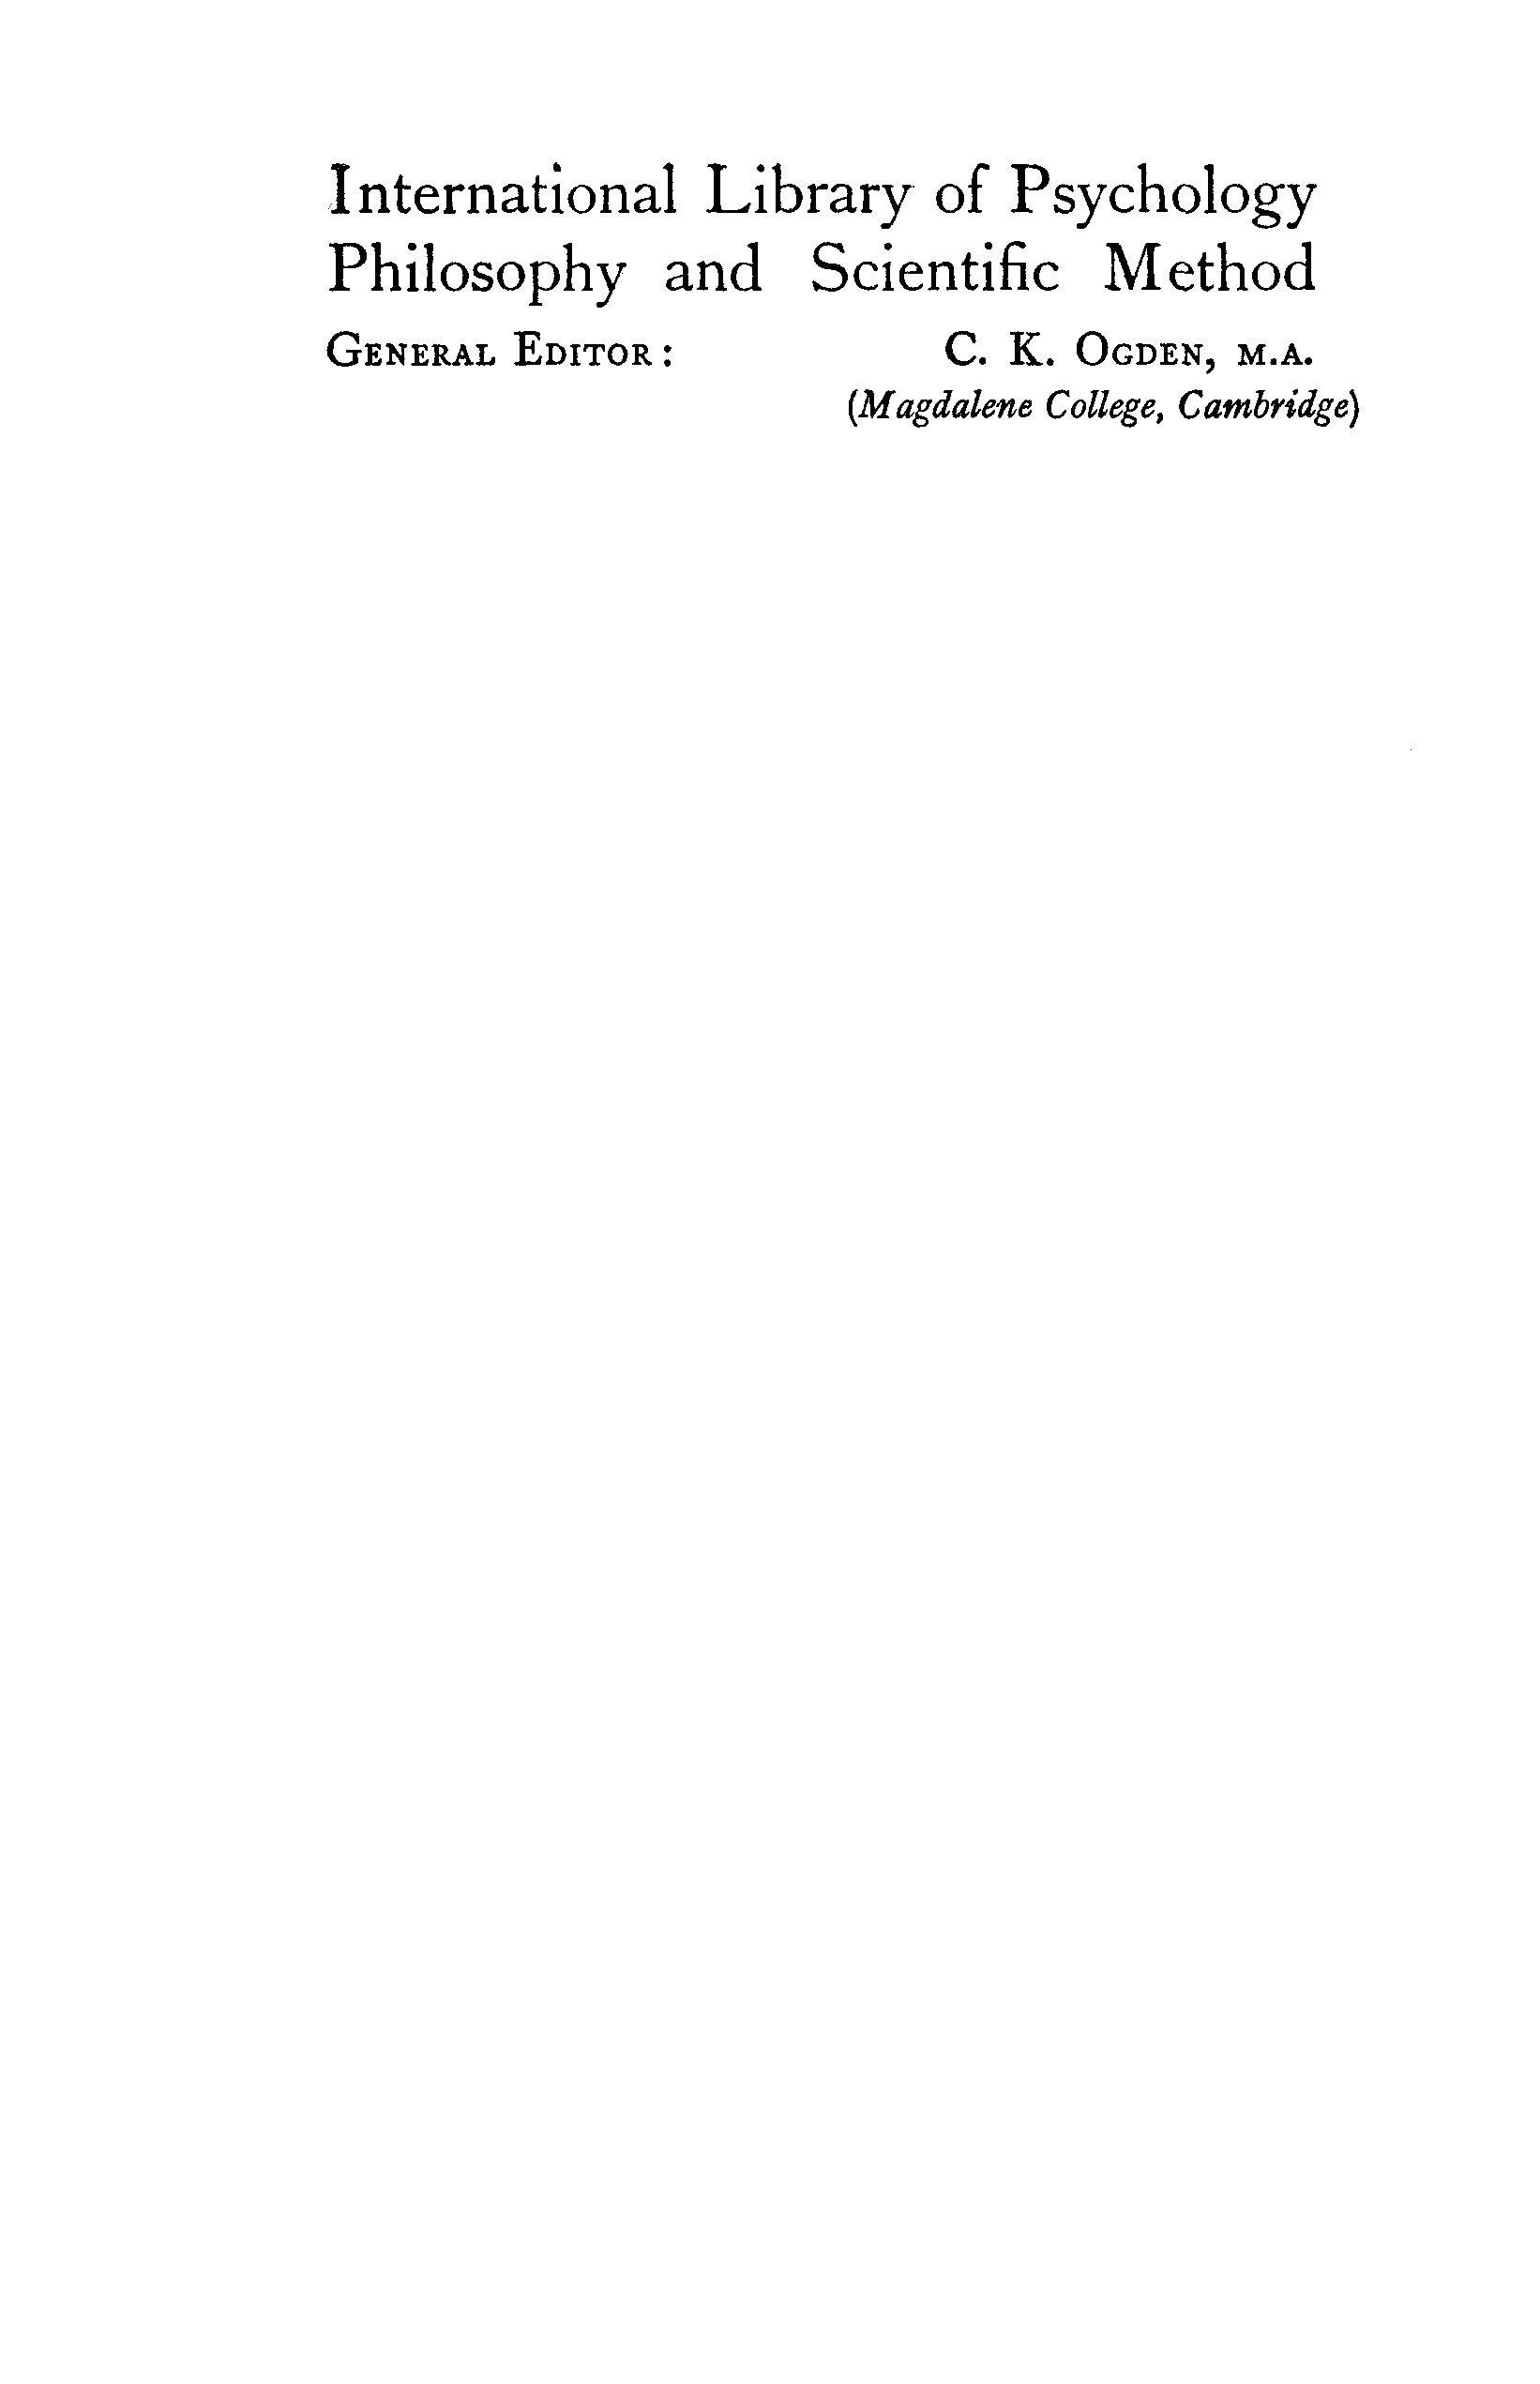 International Library of Psychology
Philosophy and Scientific Method
GENERAL EDITOR: C. K. OGDEN, M.A.
(Magdalene College, Cambridge)